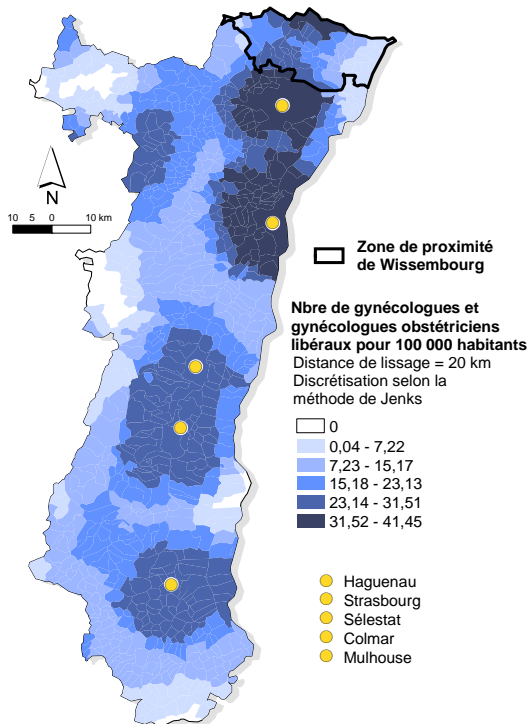 N
10 5 0 10 km
Zone de proximité
de Wissembourg
Nbre de gynécologues et
gynécologues obstétriciens
libéraux pour 100 000 habitants
Distance de lissage = 20 km
Discrétisation selon la
méthode de Jenks
0
0,04 - 7,22
7,23 - 15,17
15,18 - 23,13
23,14 - 31,51
31,52 - 41,45
Haguenau
Strasbourg
Sélestat
Colmar
Mulhouse